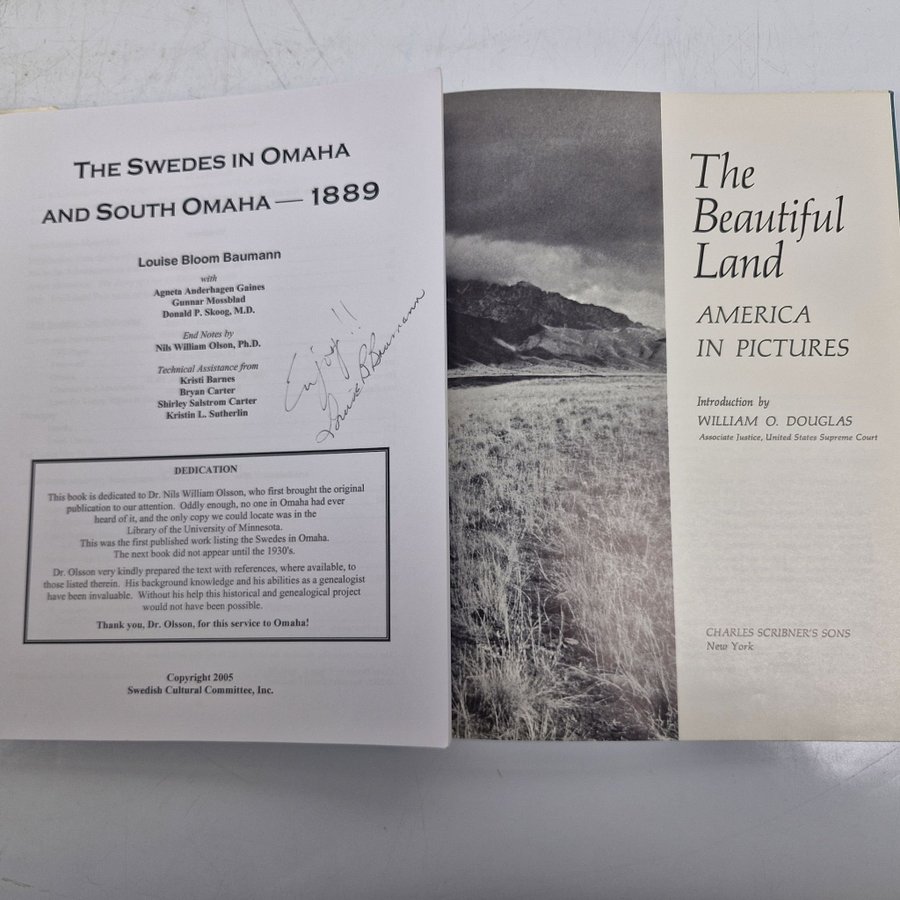 THE SWEDES IN OMAHA
AND SOUTH OMAHA — 1889
Louise Bloom Baumann
with
Agneta Anderhagen Gaines
Gunnar Mossblad
Donald P. Skoog, M.D.
End Notes by
Nils William Olson, Ph.D.
Technical Assistance from
Kristi Barnes
Bryan Carter
Shirley Salstrom Carter
Kristin L. Sutherlin
Enjoy!!
Louise B Baumann
DEDICATION
This book is dedicated to Dr. Nils William Olsson, who first brought the original
publication to our attention. Oddly enough, no one in Omaha had ever
heard of it, and the only copy we could locate was in the
Library of the University of Minnesota.
This was the first published work listing the Swedes in Omaha.
The next book did not appear until the 1930's.
Dr. Olsson very kindly prepared the text with references, where available, to
those listed therein. His background knowledge and his abilities as a genealogist
have been invaluable. Without his help this historical and genealogical project
would not have been possible.
Thank you, Dr. Olsson, for this service to Omaha!
Copyright 2005
Swedish Cultural Committee, Inc.
The
Beautiful
Land
AMERICA
IN PICTURES
Introduction by
WILLIAM O. DOUGLAS
Associate Justice, United States Supreme Court
CHARLES SCRIBNER'S SONS
New York